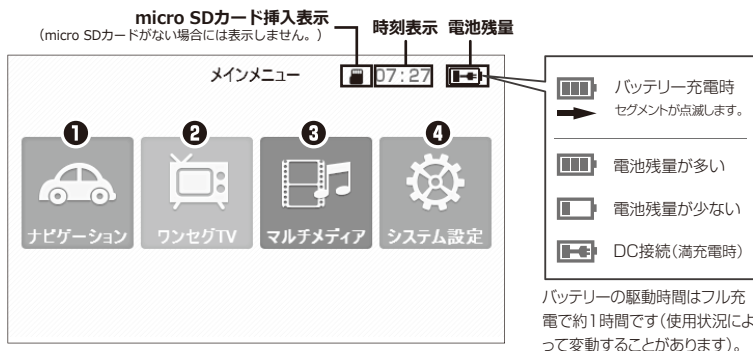 micro SDカード挿入表示
(micro SDカードがない場合には表示しません。)
時刻表示 電池残量
メインメニュー
07:27
❶ ❷ ❸ ❹
ナビゲーション ワンセグTV マルチメディア システム設定
バッテリー充電時
セグメントが点滅します。
電池残量が多い
電池残量が少ない
DC接続(満充電時)
バッテリーの駆動時間はフル充
電で約1時間です(使用状況によ
って変動することがあります)。